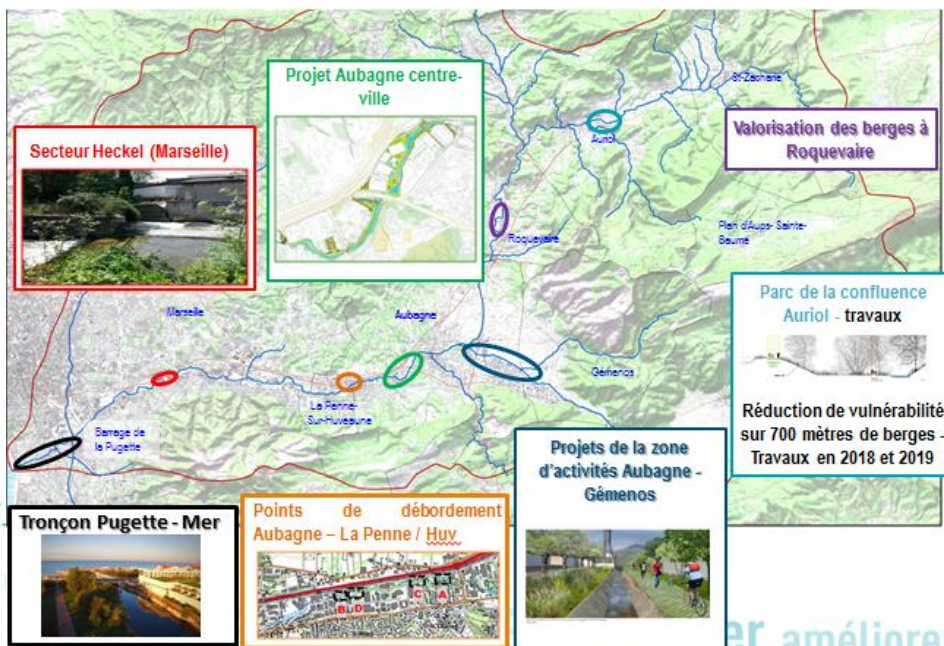 Projet Aubagne centre-
ville
Secteur Heckel (Marseille)
St-Zacharie
Auriol
Valorisation des berges à
Roquevaire
Roquevaire
Plan d'Aups- Sainte-
Baume
Marseille
Aubagne
Parc de la confluence
Auriol - travaux
Gémenos
La Penne-
Sur-Huveaune
Barrage de
la Pugette
Réduction de vulnérabilité
sur 700 mètres de berges -
Travaux en 2018 et 2019
Projets de la zone
d'activités Aubagne -
Gémenos
Tronçon Pugette - Mer
Points de débordement
Aubagne – La Penne / Huv
B D C A
er améliore